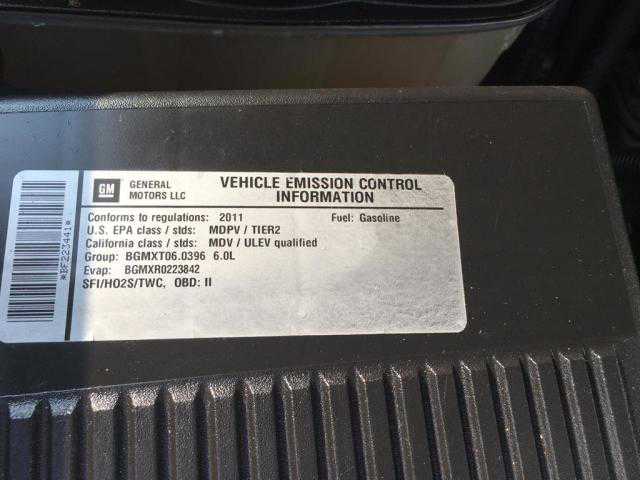 *BF223441*
GM
GENERAL
MOTORS LLC
VEHICLE EMISSION CONTROL
INFORMATION
Conforms to regulations: 2011 Fuel: Gasoline
U.S. EPA class / stds: MDPV / TIER2
California class / stds: MDV / ULEV qualified
Group: BGMXT06.0396 6.0L
Evap: BGMXR0223842
SFI/HO2S/TWC, OBD: II